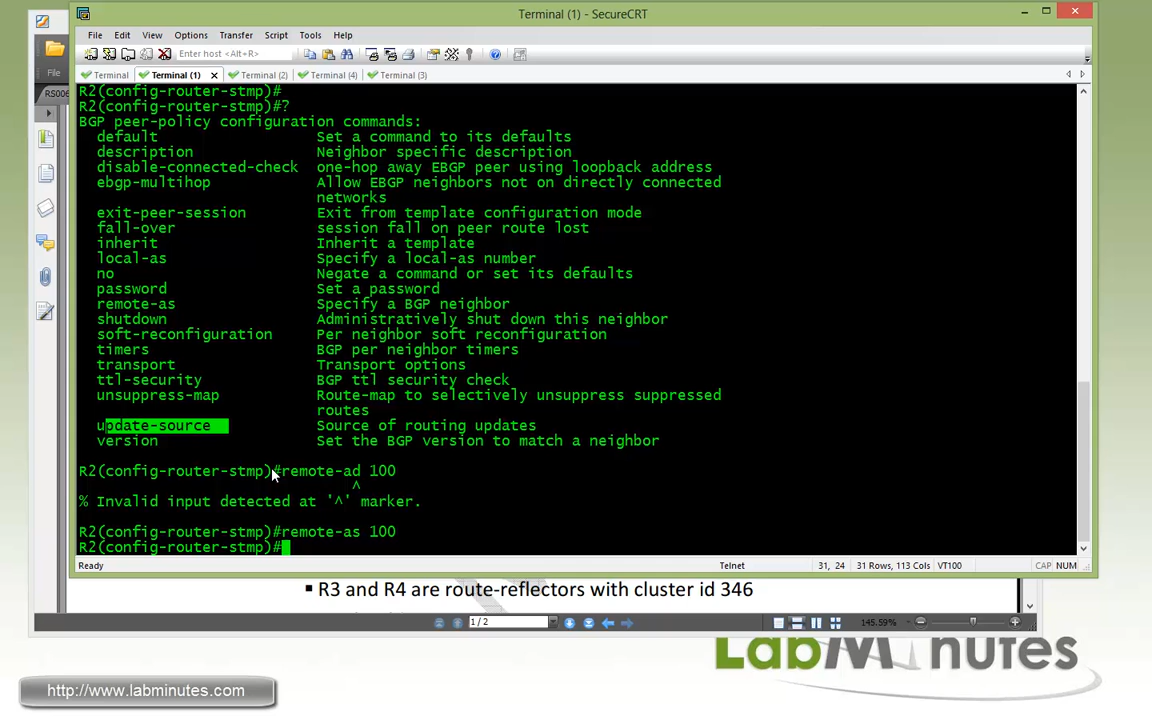 Terminal (1) - SecureCRT
File Edit View Options Transfer Script Tools Help
Enter host <Alt+R>
File
Terminal Terminal (1) Terminal (2) Terminal (4) Terminal (3)
RS006
R2(config-router-stmp)#
R2(config-router-stmp)#?
BGP peer-policy configuration commands:
default Set a command to its defaults
description Neighbor specific description
disable-connected-check one-hop away EBGP peer using loopback address
ebgp-multihop Allow EBGP neighbors not on directly connected
networks
exit-peer-session Exit from template configuration mode
fall-over session fall on peer route lost
inherit Inherit a template
local-as Specify a local-as number
no Negate a command or set its defaults
password Set a password
remote-as Specify a BGP neighbor
shutdown Administratively shut down this neighbor
soft-reconfiguration Per neighbor soft reconfiguration
timers BGP per neighbor timers
transport Transport options
ttl-security BGP ttl security check
unsuppress-map Route-map to selectively unsuppress suppressed
routes
update-source Source of routing updates
version Set the BGP version to match a neighbor
R2(config-router-stmp)#remote-ad 100
^
% Invalid input detected at '^' marker.
R2(config-router-stmp)#remote-as 100
R2(config-router-stmp)#
Ready Telnet 31, 24 31 Rows, 113 Cols VT100 CAP NUM
▪ R3 and R4 are route-reflectors with cluster id 346
1 / 2 145.59%
LabMinutes
http://www.labminutes.com